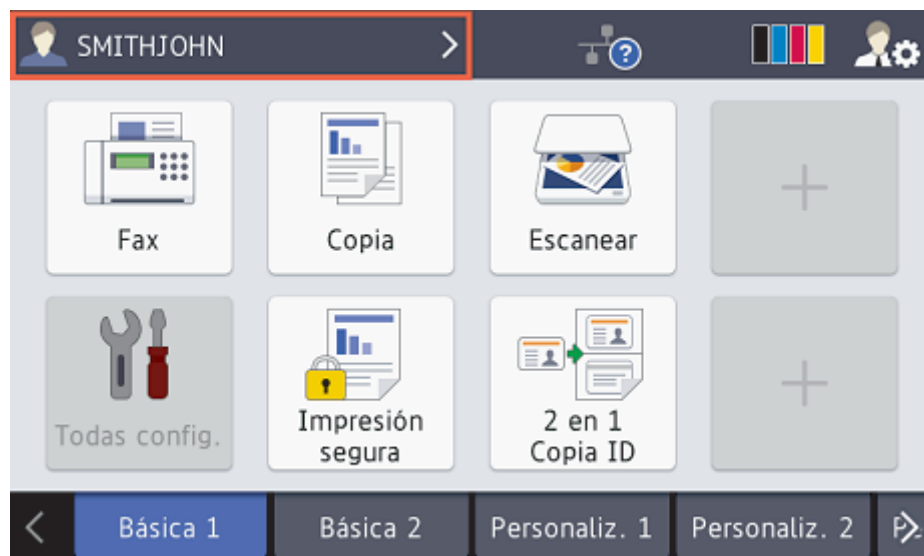 SMITHJOHN
Fax
Copia
Escanear
Todas config.
Impresión
segura
2 en 1
Copia ID
Básica 1
Básica 2
Personaliz. 1
Personaliz. 2